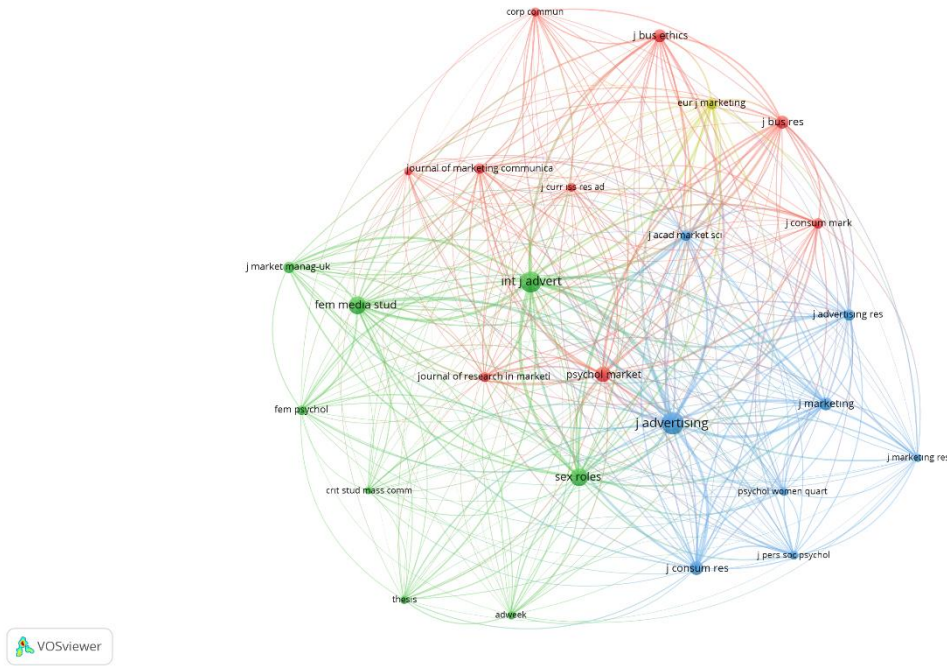 corp commun
j bus ethics
eur j marketing
j bus res
journal of marketing communica
j curr iss res ad
j consum mark
j acad market sci
j market manag-uk
int j advert
fem media stud
j advertising res
journal of research in marketi
psychol market
j marketing
fem psychol
j advertising
j marketing res
sex roles
crit stud mass comm
psychol women quart
j pers soc psychol
j consum res
thesis
adweek
VOSviewer